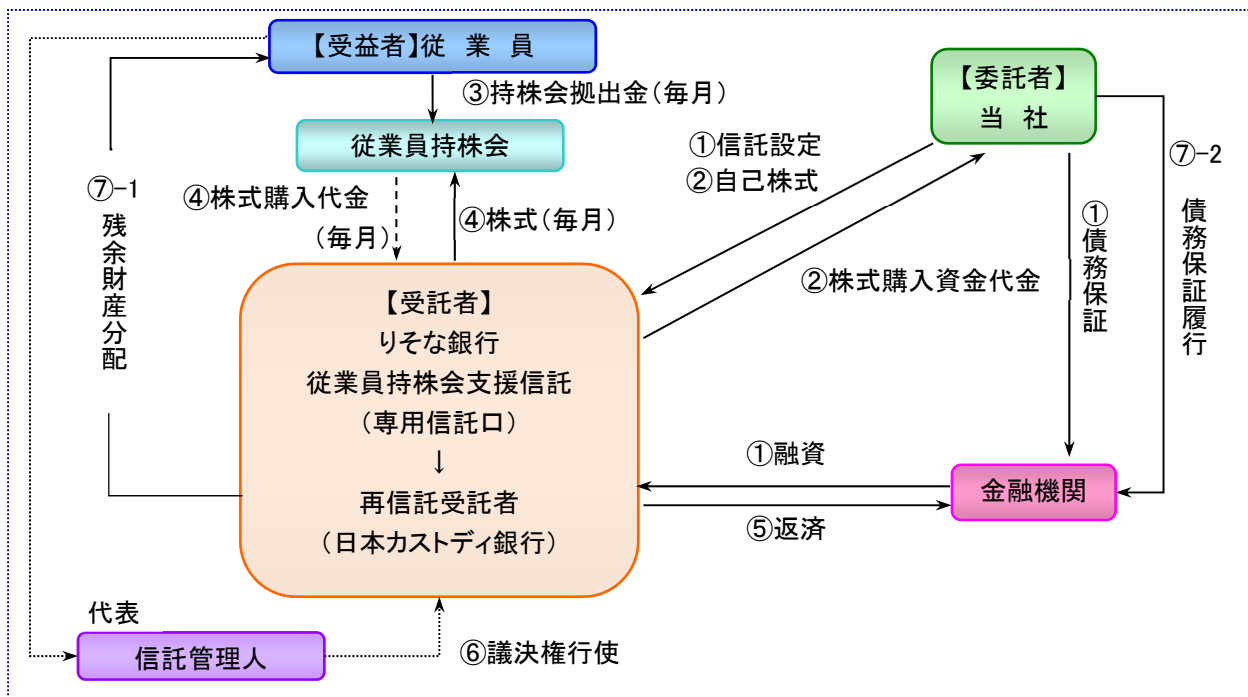 【受益者】従 業 員
③持株会拠出金（毎月）
従業員持株会
【委託者】
当 社
①信託設定
②自己株式
⑦-1
残余財産分配
④株式購入代金
（毎月）
④株式（毎月）
②株式購入資金代金
①債務保証
⑦-2
債務保証履行
【受託者】
りそな銀行
従業員持株会支援信託
（専用信託口）
↓
再信託受託者
（日本カストディ銀行）
①融資
⑤返済
金融機関
代表
信託管理人
⑥議決権行使